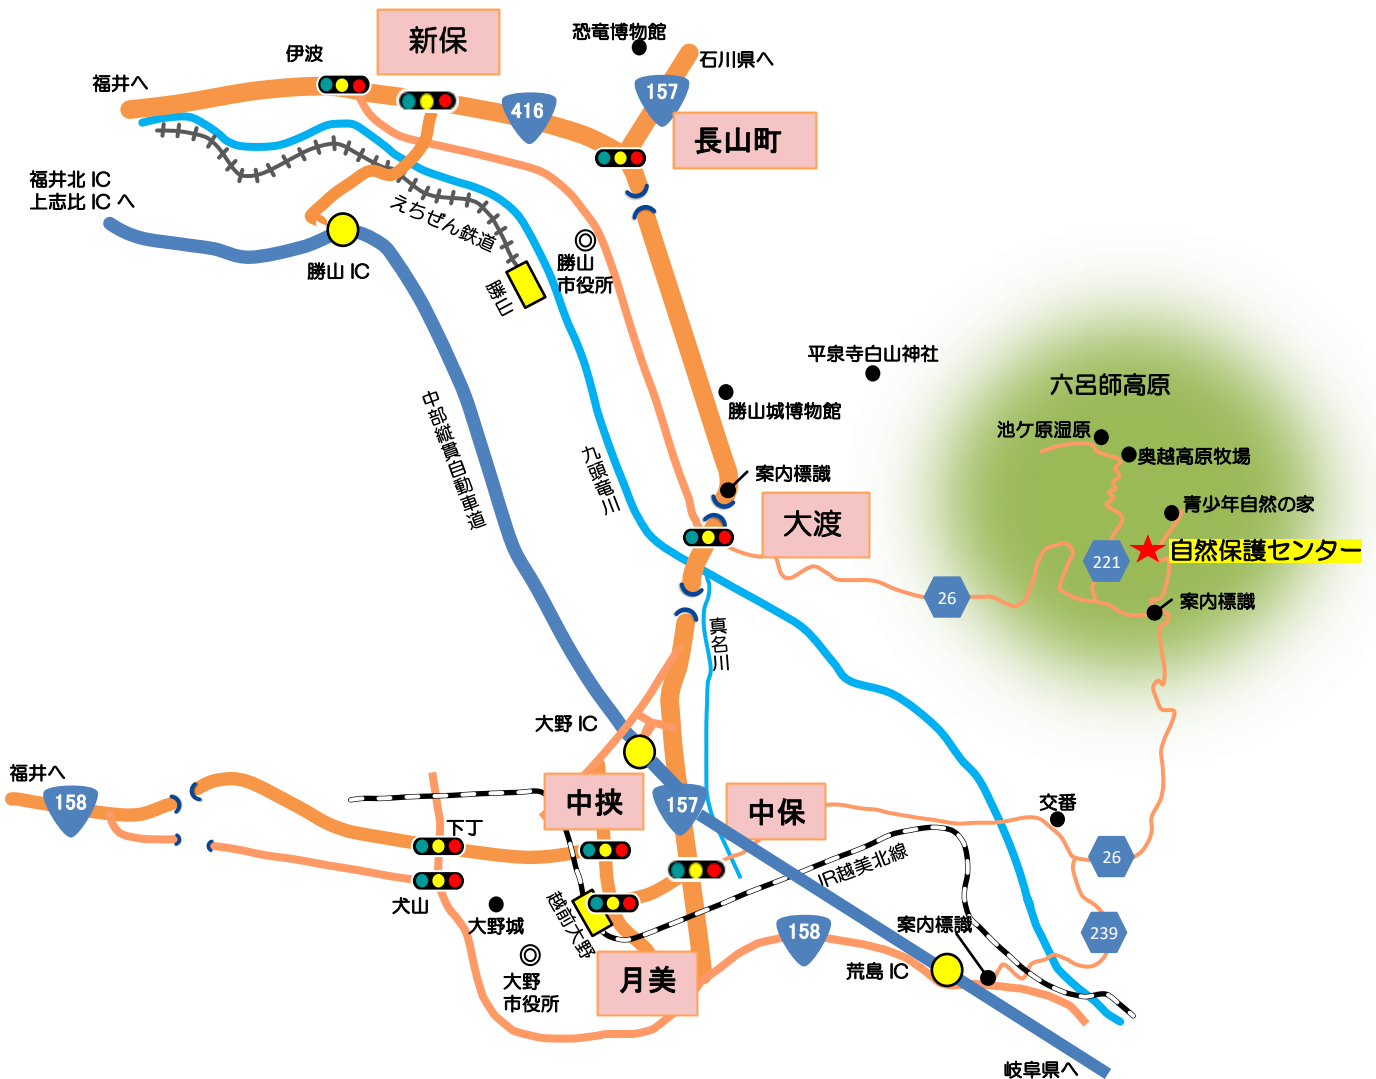 恐竜博物館
新保
伊波
石川県へ
福井へ
157
416
長山町
福井北 IC
上志比 IC へ
えちぜん鉄道
勝山
市役所
勝山 IC
勝山
平泉寺白山神社
六呂師高原
中部縦貫自動車道
勝山城博物館
池ケ原湿原
奥越高原牧場
九頭竜川
案内標識
青少年自然の家
大渡
自然保護センター
221
26
案内標識
真名川
大野 IC
福井へ
158
中挟
157
中保
交番
下丁
26
JR越美北線
犬山
越前大野
大野城
案内標識
158
239
大野
市役所
月美
荒島 IC
岐阜県へ